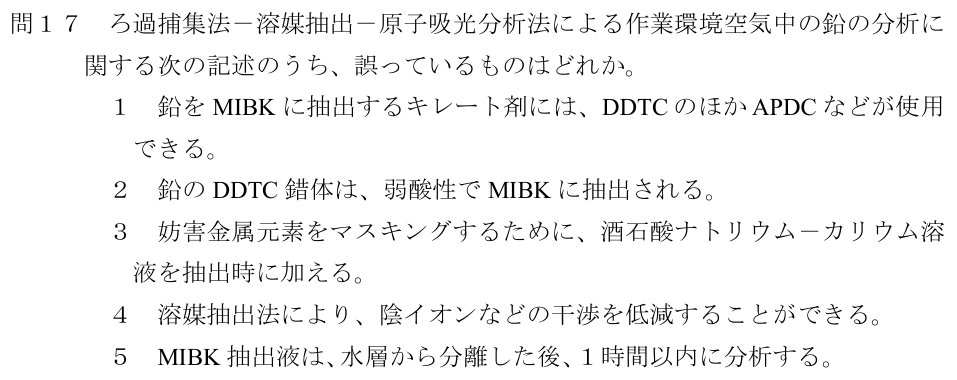 問１７　ろ過捕集法－溶媒抽出－原子吸光分析法による作業環境空気中の鉛の分析に
関する次の記述のうち、誤っているものはどれか。
１　鉛を MIBK に抽出するキレート剤には、DDTC のほか APDC などが使用
できる。
２　鉛の DDTC 錯体は、弱酸性で MIBK に抽出される。
３　妨害金属元素をマスキングするために、酒石酸ナトリウム－カリウム溶
液を抽出時に加える。
４　溶媒抽出法により、陰イオンなどの干渉を低減することができる。
５　MIBK 抽出液は、水層から分離した後、１時間以内に分析する。